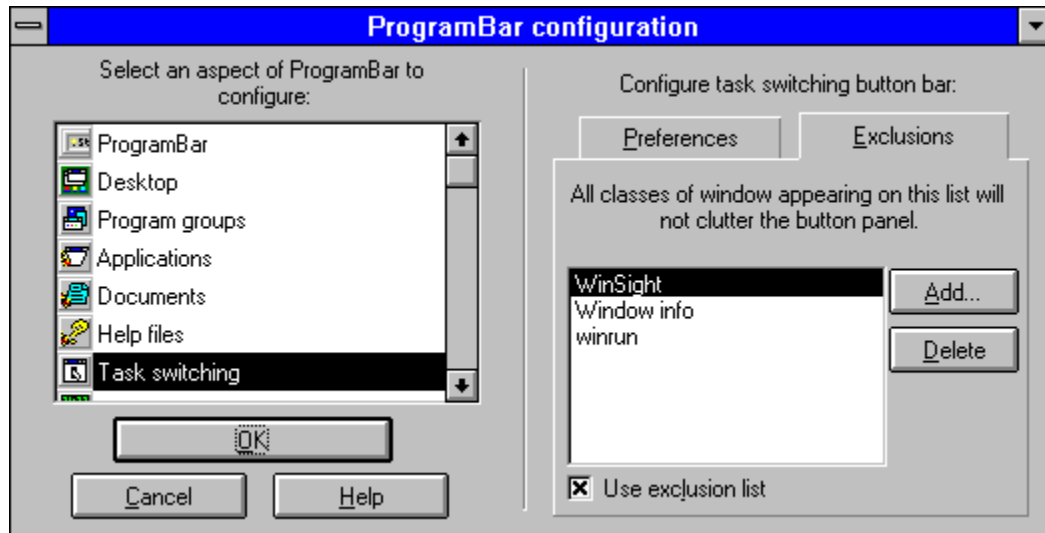 ProgramBar configuration
Select an aspect of ProgramBar to
configure:
ProgramBar
Desktop
Program groups
Applications
Documents
Help files
Task switching
OK
Cancel
Help
Configure task switching button bar:
Preferences
Exclusions
All classes of window appearing on this list will
not clutter the button panel.
WinSight
Window info
winrun
Add...
Delete
Use exclusion list